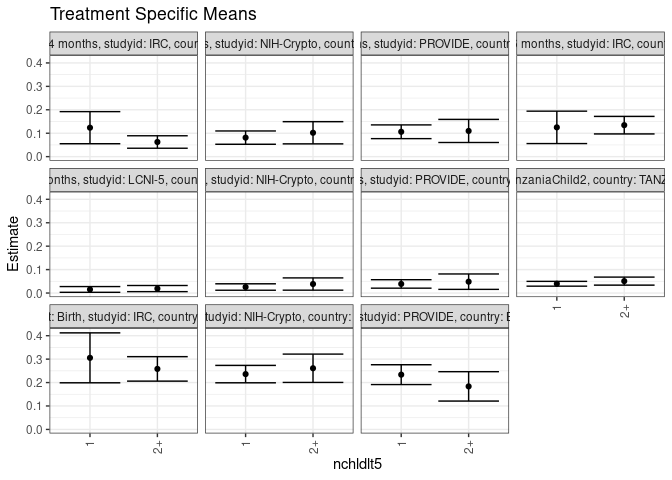 Treatment Specific Means
4 months, studyid: IRC, coun
s, NIH-Crypto, count
ns, studyid: PROVIDE, countr
months, studyid: IRC, coun
0.4
0.3
0.2
0.1
0.0
onths, studyid: LCNI-5, coun
, studyid: NIH-Crypto, countr
s, studyid: PROVIDE, country
nzaniaChild2, country: TANZ
0.4
0.3
0.2
0.1
0.0
1
2+
t: Birth, studyid: IRC, country
tudyid: NIH-Crypto, country:
studyid: PROVIDE, country: B
0.4
0.3
0.2
0.1
0.0
1
2+
1
2+
1
2+
Estimate
nchldlt5